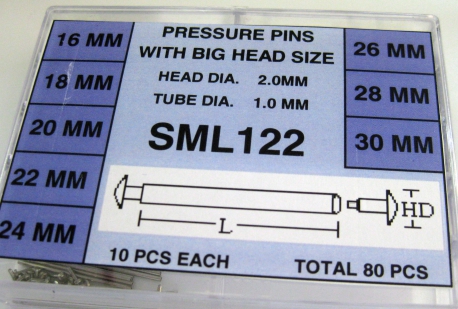 16 MM
18 MM
20 MM
22 MM
24 MM
PRESSURE PINS
WITH BIG HEAD SIZE
HEAD DIA. 2.0MM
TUBE DIA. 1.0 MM
SML122
26 MM
28 MM
30 MM
L
HD
10 PCS EACH
TOTAL 80 PCS